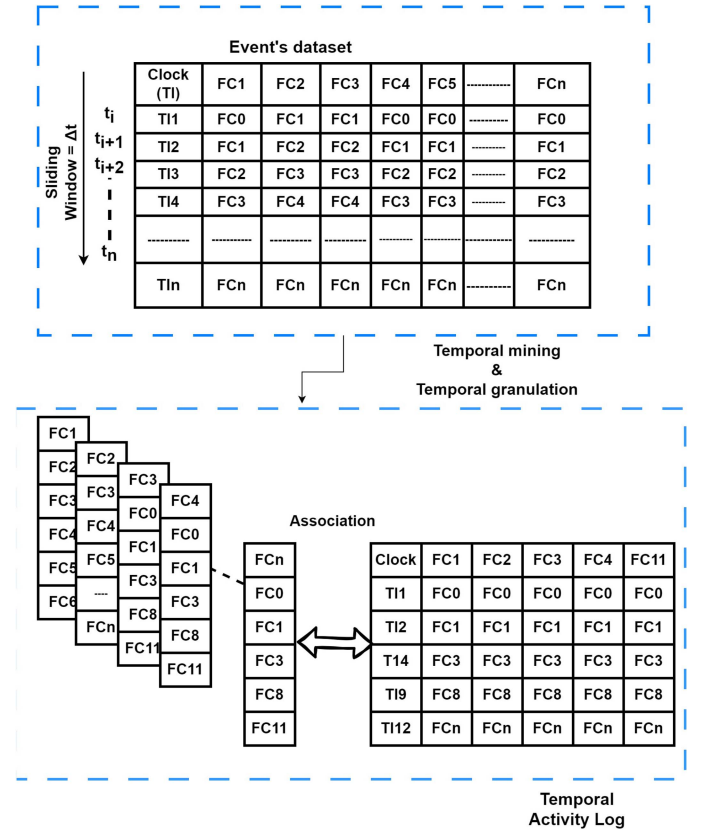 Event's dataset
Sliding
Window = Δt
ti
ti+1
ti+2
tn
Clock (TI) FC1 FC2 FC3 FC4 FC5 ----------- FCn
TI1 FC0 FC1 FC1 FC0 FC0 ---------- FC0
TI2 FC1 FC2 FC2 FC1 FC1 ---------- FC1
TI3 FC2 FC3 FC3 FC2 FC2 ---------- FC2
TI4 FC3 FC4 FC4 FC3 FC3 ---------- FC3
---------- ---------- ---------- ---------- ---------- ---------- ----------- -----------
TIn FCn FCn FCn FCn FCn ----------- FCn
Temporal mining
&
Temporal granulation
FC1
FC2
FC3
FC4
FC5
FC6
FC2
FC3
FC4
FC5
----
FCn
FC3
FC0
FC1
FC3
FC8
FC11
FC4
FC0
FC1
FC3
FC8
FC11
FCn
FC0
FC1
FC3
FC8
FC11
Association
Clock FC1 FC2 FC3 FC4 FC11
TI1 FC0 FC0 FC0 FC0 FC0
TI2 FC1 FC1 FC1 FC1 FC1
T14 FC3 FC3 FC3 FC3 FC3
TI9 FC8 FC8 FC8 FC8 FC8
TI12 FCn FCn FCn FCn FCn
Temporal
Activity Log